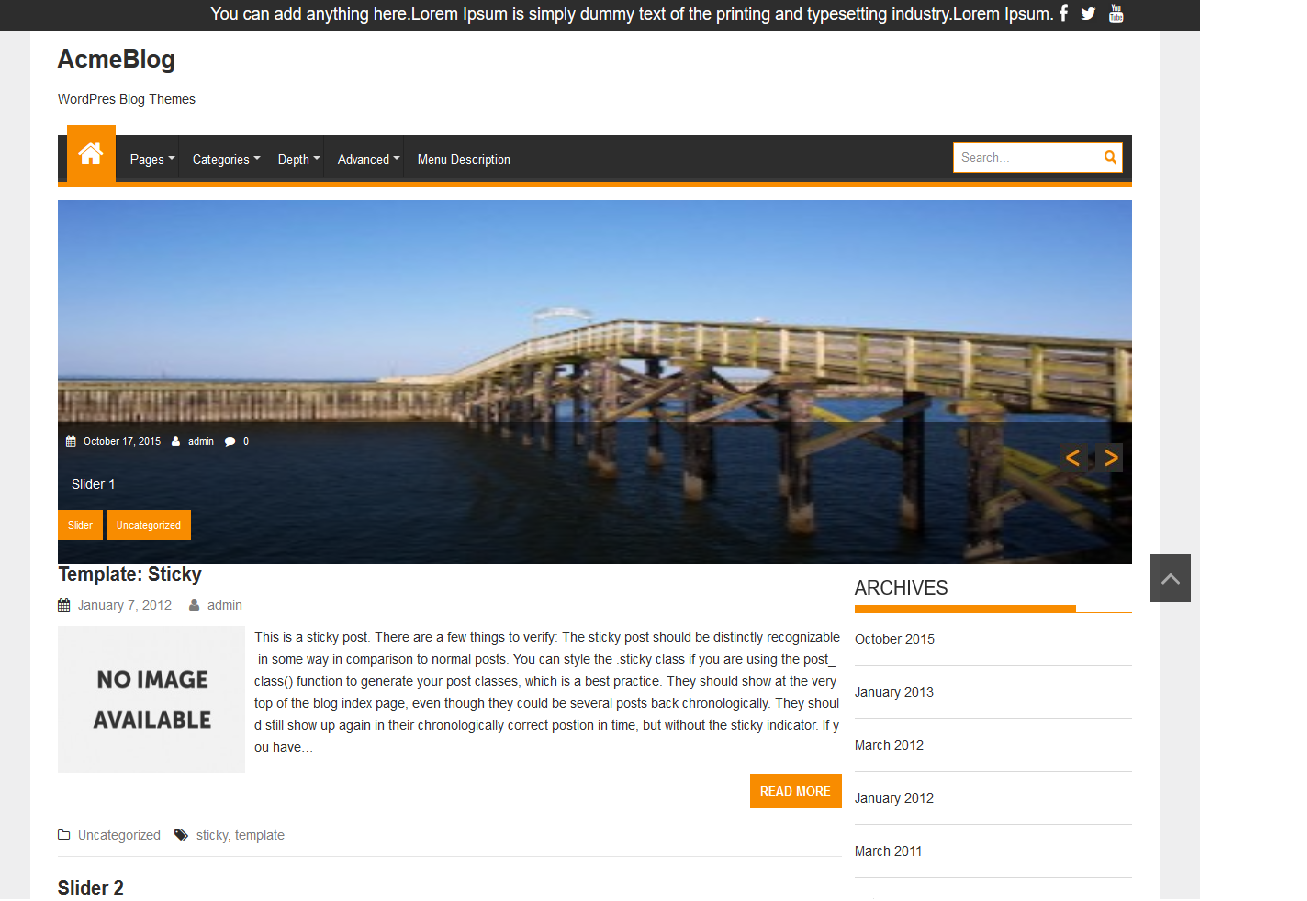 You can add anything here.Lorem Ipsum is simply dummy text of the printing and typesetting industry.Lorem Ipsum.
You Tube
AcmeBlog
WordPres Blog Themes
Pages Categories Depth Advanced Menu Description Search...
October 17, 2015 admin 0
Slider 1
Slider Uncategorized
Template: Sticky
January 7, 2012 admin
NO IMAGE
AVAILABLE
This is a sticky post. There are a few things to verify: The sticky post should be distinctly recognizable
in some way in comparison to normal posts. You can style the .sticky class if you are using the post_
class() function to generate your post classes, which is a best practice. They should show at the very
top of the blog index page, even though they could be several posts back chronologically. They shoul
d still show up again in their chronologically correct postion in time, but without the sticky indicator. If y
ou have...
READ MORE
Uncategorized sticky, template
Slider 2
ARCHIVES
October 2015
January 2013
March 2012
January 2012
March 2011